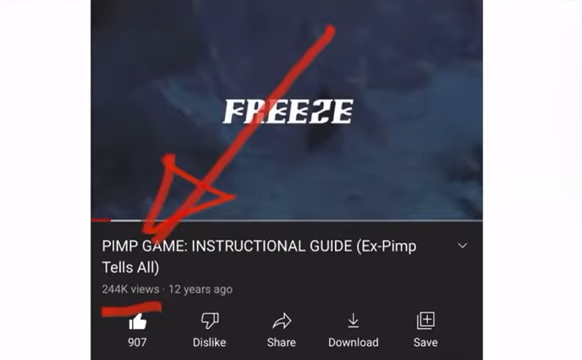 FREEZE
PIMP GAME: INSTRUCTIONAL GUIDE (Ex-Pimp
Tells All)
244K views · 12 years ago
907 Dislike Share Download Save